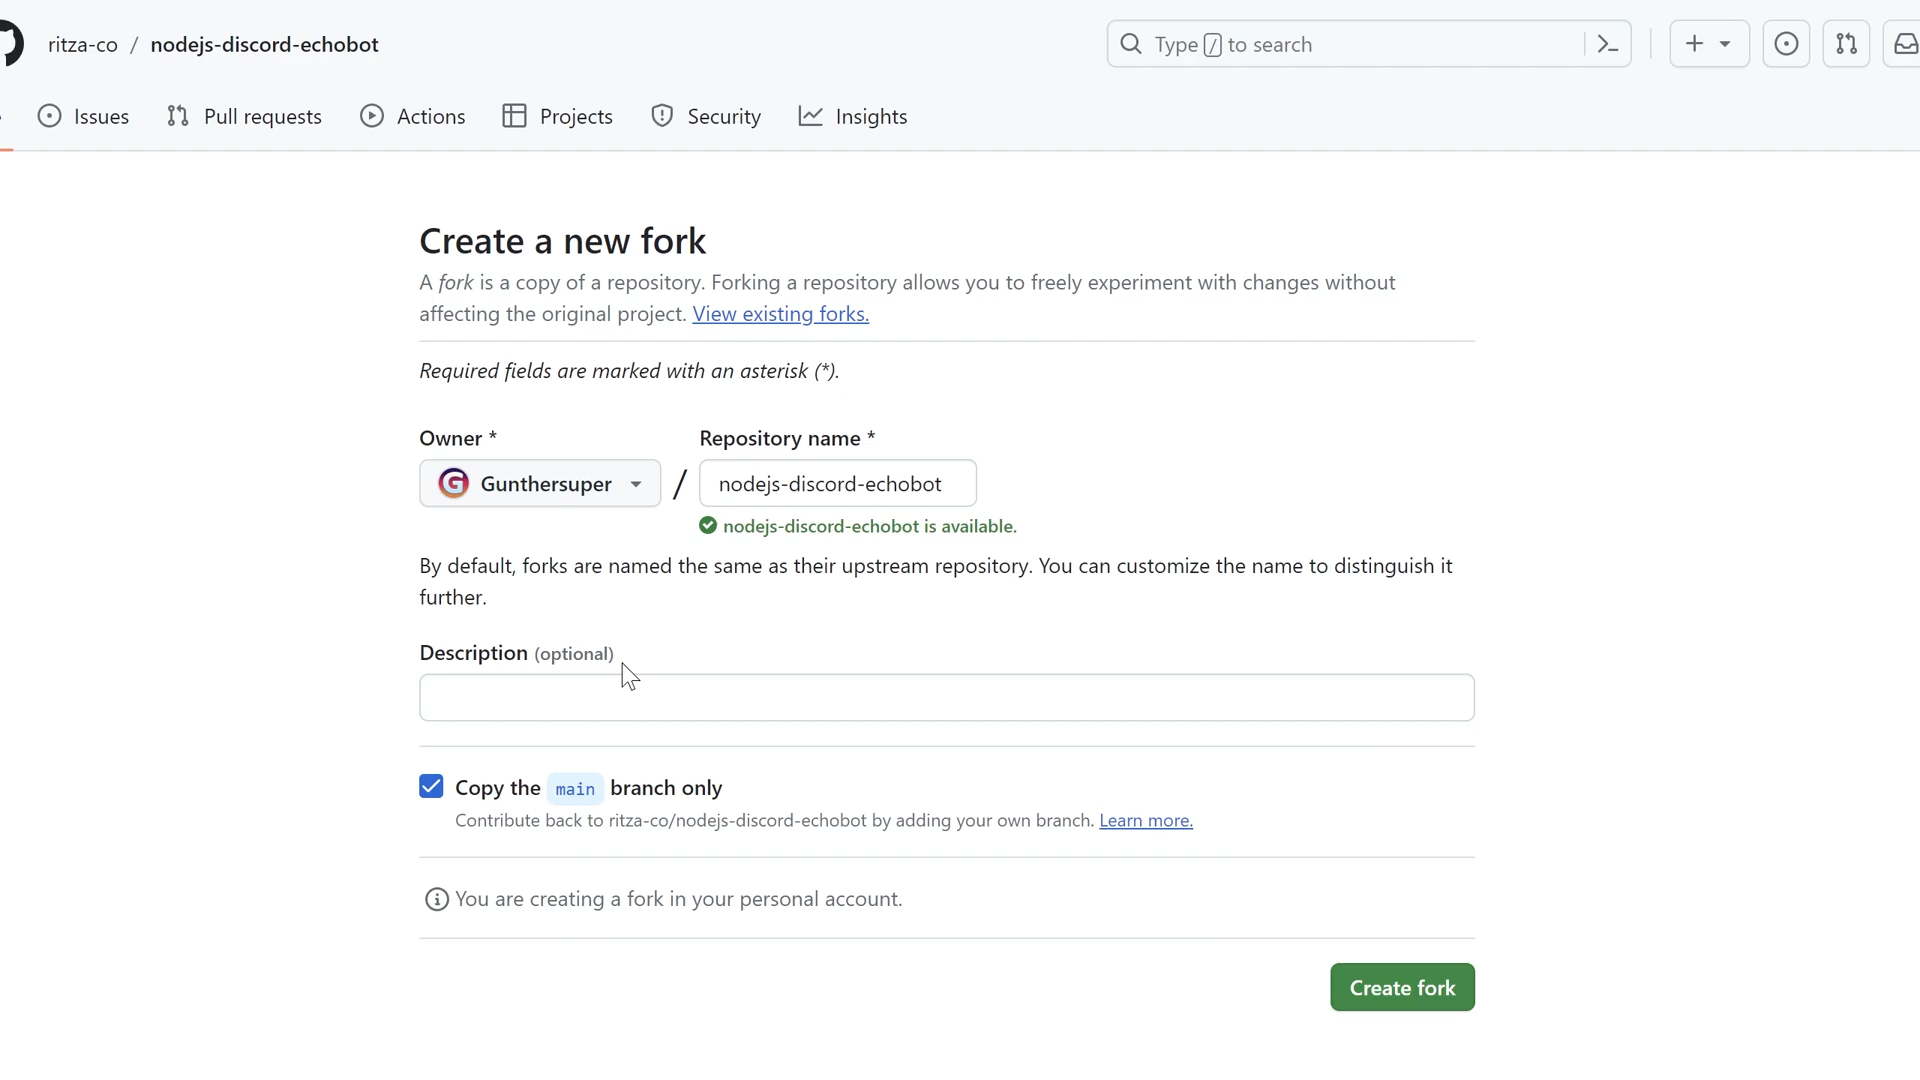 ritza-co / nodejs-discord-echobot
Type / to search
Issues
Pull requests
Actions
Projects
Security
Insights
Create a new fork
A fork is a copy of a repository. Forking a repository allows you to freely experiment with changes without
affecting the original project. View existing forks.
Required fields are marked with an asterisk (*).
Owner *
Repository name *
G Gunthersuper / nodejs-discord-echobot
nodejs-discord-echobot is available.
By default, forks are named the same as their upstream repository. You can customize the name to distinguish it
further.
Description (optional)
Copy the main branch only
Contribute back to ritza-co/nodejs-discord-echobot by adding your own branch. Learn more.
You are creating a fork in your personal account.
Create fork